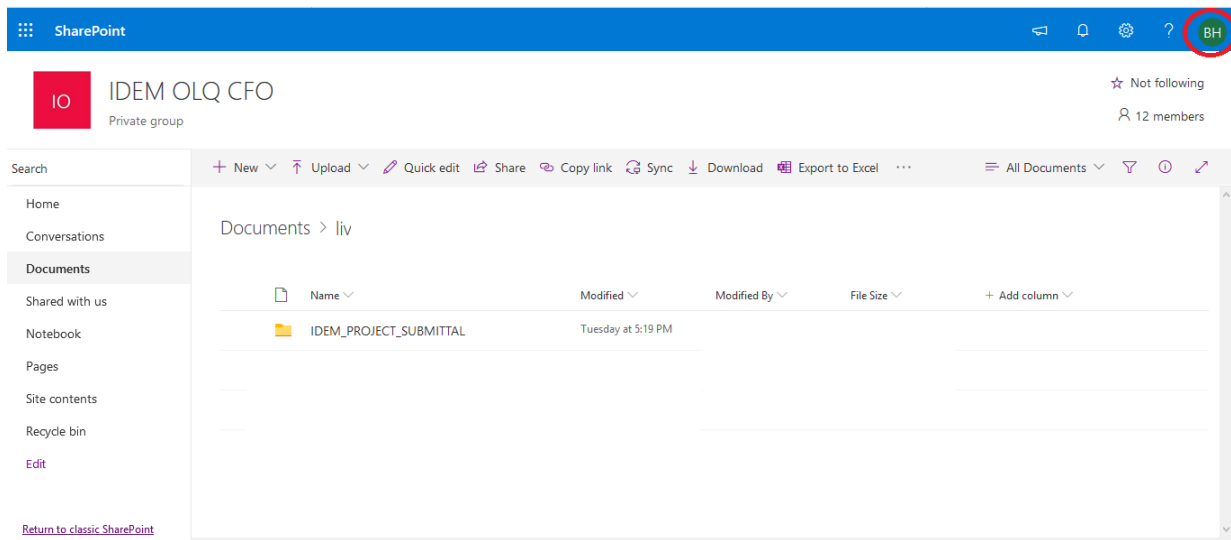 SharePoint
? BH
IO
IDEM OLQ CFO
Private group
Not following
12 members
Search
+ New Upload Quick edit Share Copy link Sync Download Export to Excel ··· All Documents
Home
Conversations
Documents
Shared with us
Notebook
Pages
Site contents
Recycle bin
Edit
Return to classic SharePoint
Documents > liv
Name Modified Modified By File Size + Add column
IDEM_PROJECT_SUBMITTAL Tuesday at 5:19 PM